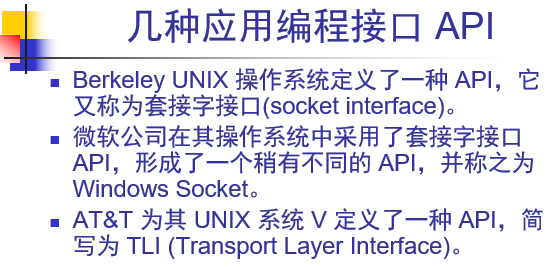 几种应用编程接口 API
Berkeley UNIX 操作系统定义了一种 API，它
又称为套接字接口(socket interface)。
微软公司在其操作系统中采用了套接字接口
API，形成了一个稍有不同的 API，并称之为
Windows Socket。
AT&T 为其 UNIX 系统 V 定义了一种 API，简
写为 TLI (Transport Layer Interface)。